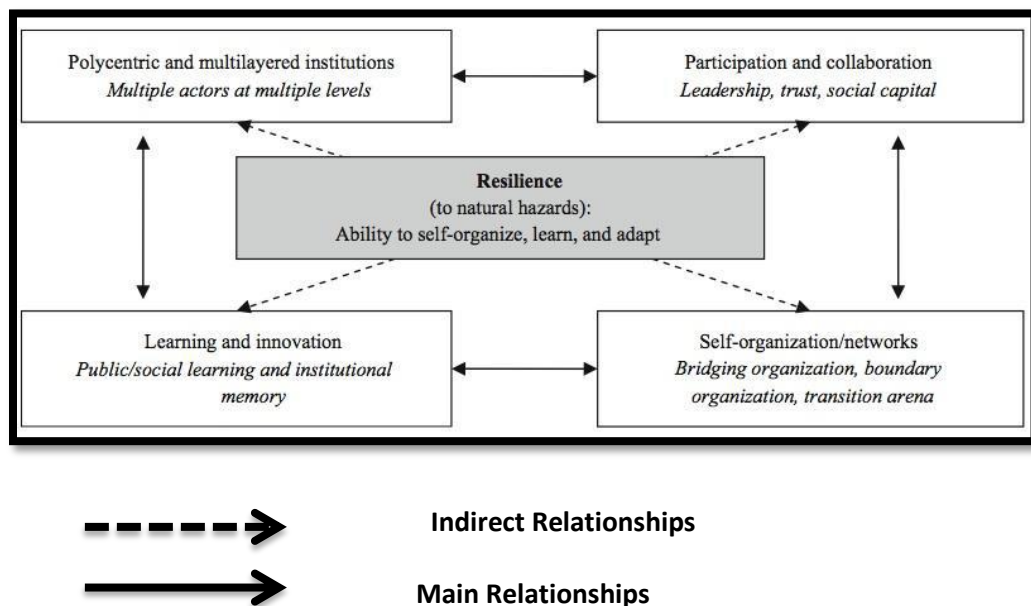 Polycentric and multilayered institutions
Multiple actors at multiple levels
Participation and collaboration
Leadership, trust, social capital
Resilience
(to natural hazards):
Ability to self-organize, learn, and adapt
Learning and innovation
Public/social learning and institutional
memory
Self-organization/networks
Bridging organization, boundary
organization, transition arena
Indirect Relationships
Main Relationships